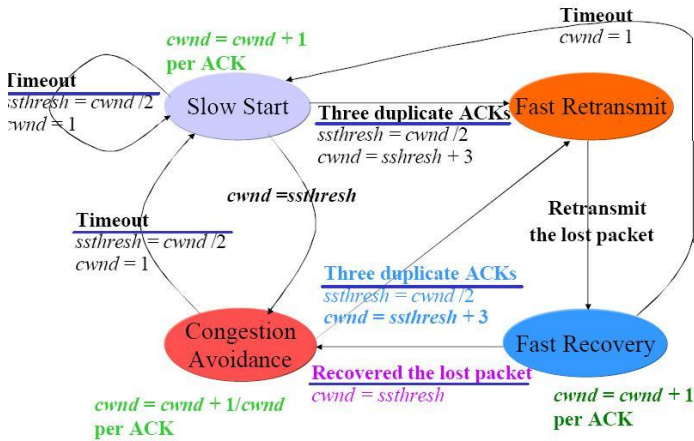 Timeout
cwnd = 1
cwnd = cwnd + 1
per ACK
Timeout
ssthresh = cwnd /2
cwnd = 1
Slow Start
Three duplicate ACKs
ssthresh = cwnd /2
cwnd = sshresh + 3
Fast Retransmit
cwnd =ssthresh
Timeout
ssthresh = cwnd /2
cwnd = 1
Retransmit
the lost packet
Three duplicate ACKs
ssthresh = cwnd /2
cwnd = ssthresh + 3
Congestion
Avoidance
Fast Recovery
Recovered the lost packet
cwnd = ssthresh
cwnd = cwnd + 1/cwnd
per ACK
cwnd = cwnd + 1
per ACK